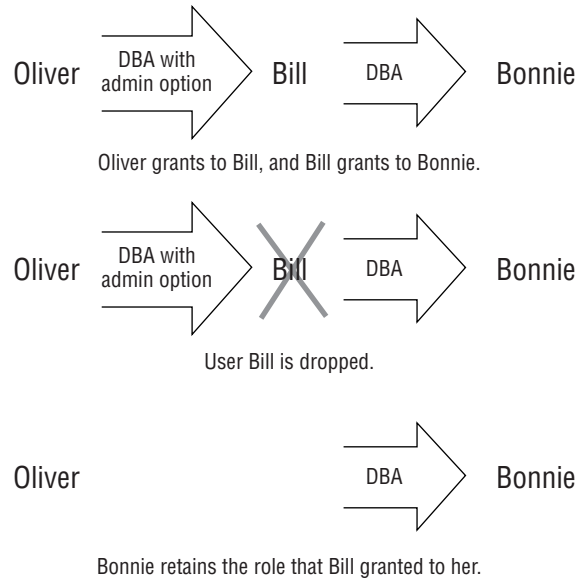 Oliver
DBA with
admin option
Bill
DBA
Bonnie
Oliver grants to Bill, and Bill grants to Bonnie.
Oliver
DBA with
admin option
Bill
DBA
Bonnie
User Bill is dropped.
Oliver
DBA
Bonnie
Bonnie retains the role that Bill granted to her.